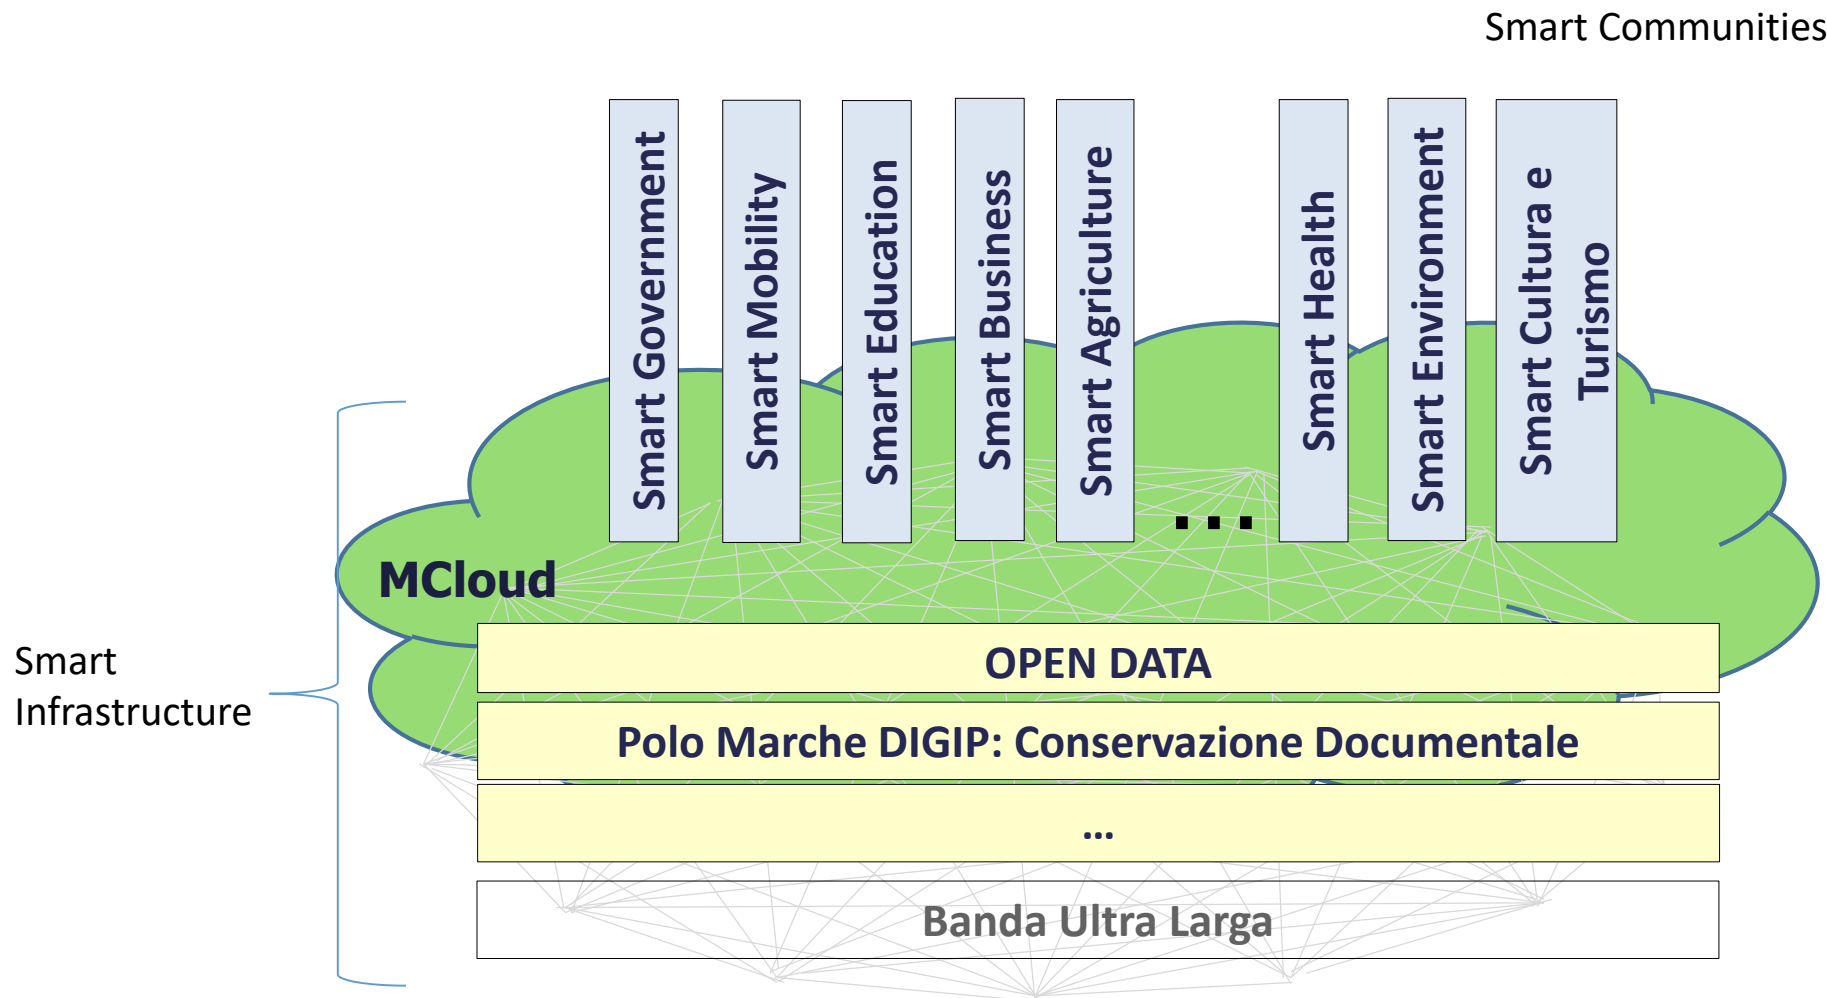 Smart Communities
Smart Government
Smart Mobility
Smart Education
Smart Business
Smart Agriculture
...
Smart Health
Smart Environment
Smart Cultura e
Turismo
MCloud
Smart
Infrastructure
OPEN DATA
Polo Marche DIGIP: Conservazione Documentale
...
Banda Ultra Larga